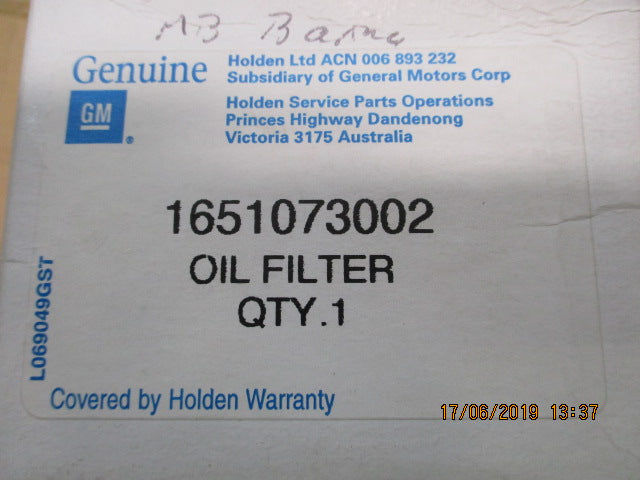 MB Barina
Genuine
GM
Holden Ltd ACN 006 893 232
Subsidiary of General Motors Corp
Holden Service Parts Operations
Princes Highway Dandenong
Victoria 3175 Australia
1651073002
OIL FILTER
QTY.1
L069049GST
Covered by Holden Warranty
17/06/2019 13:37